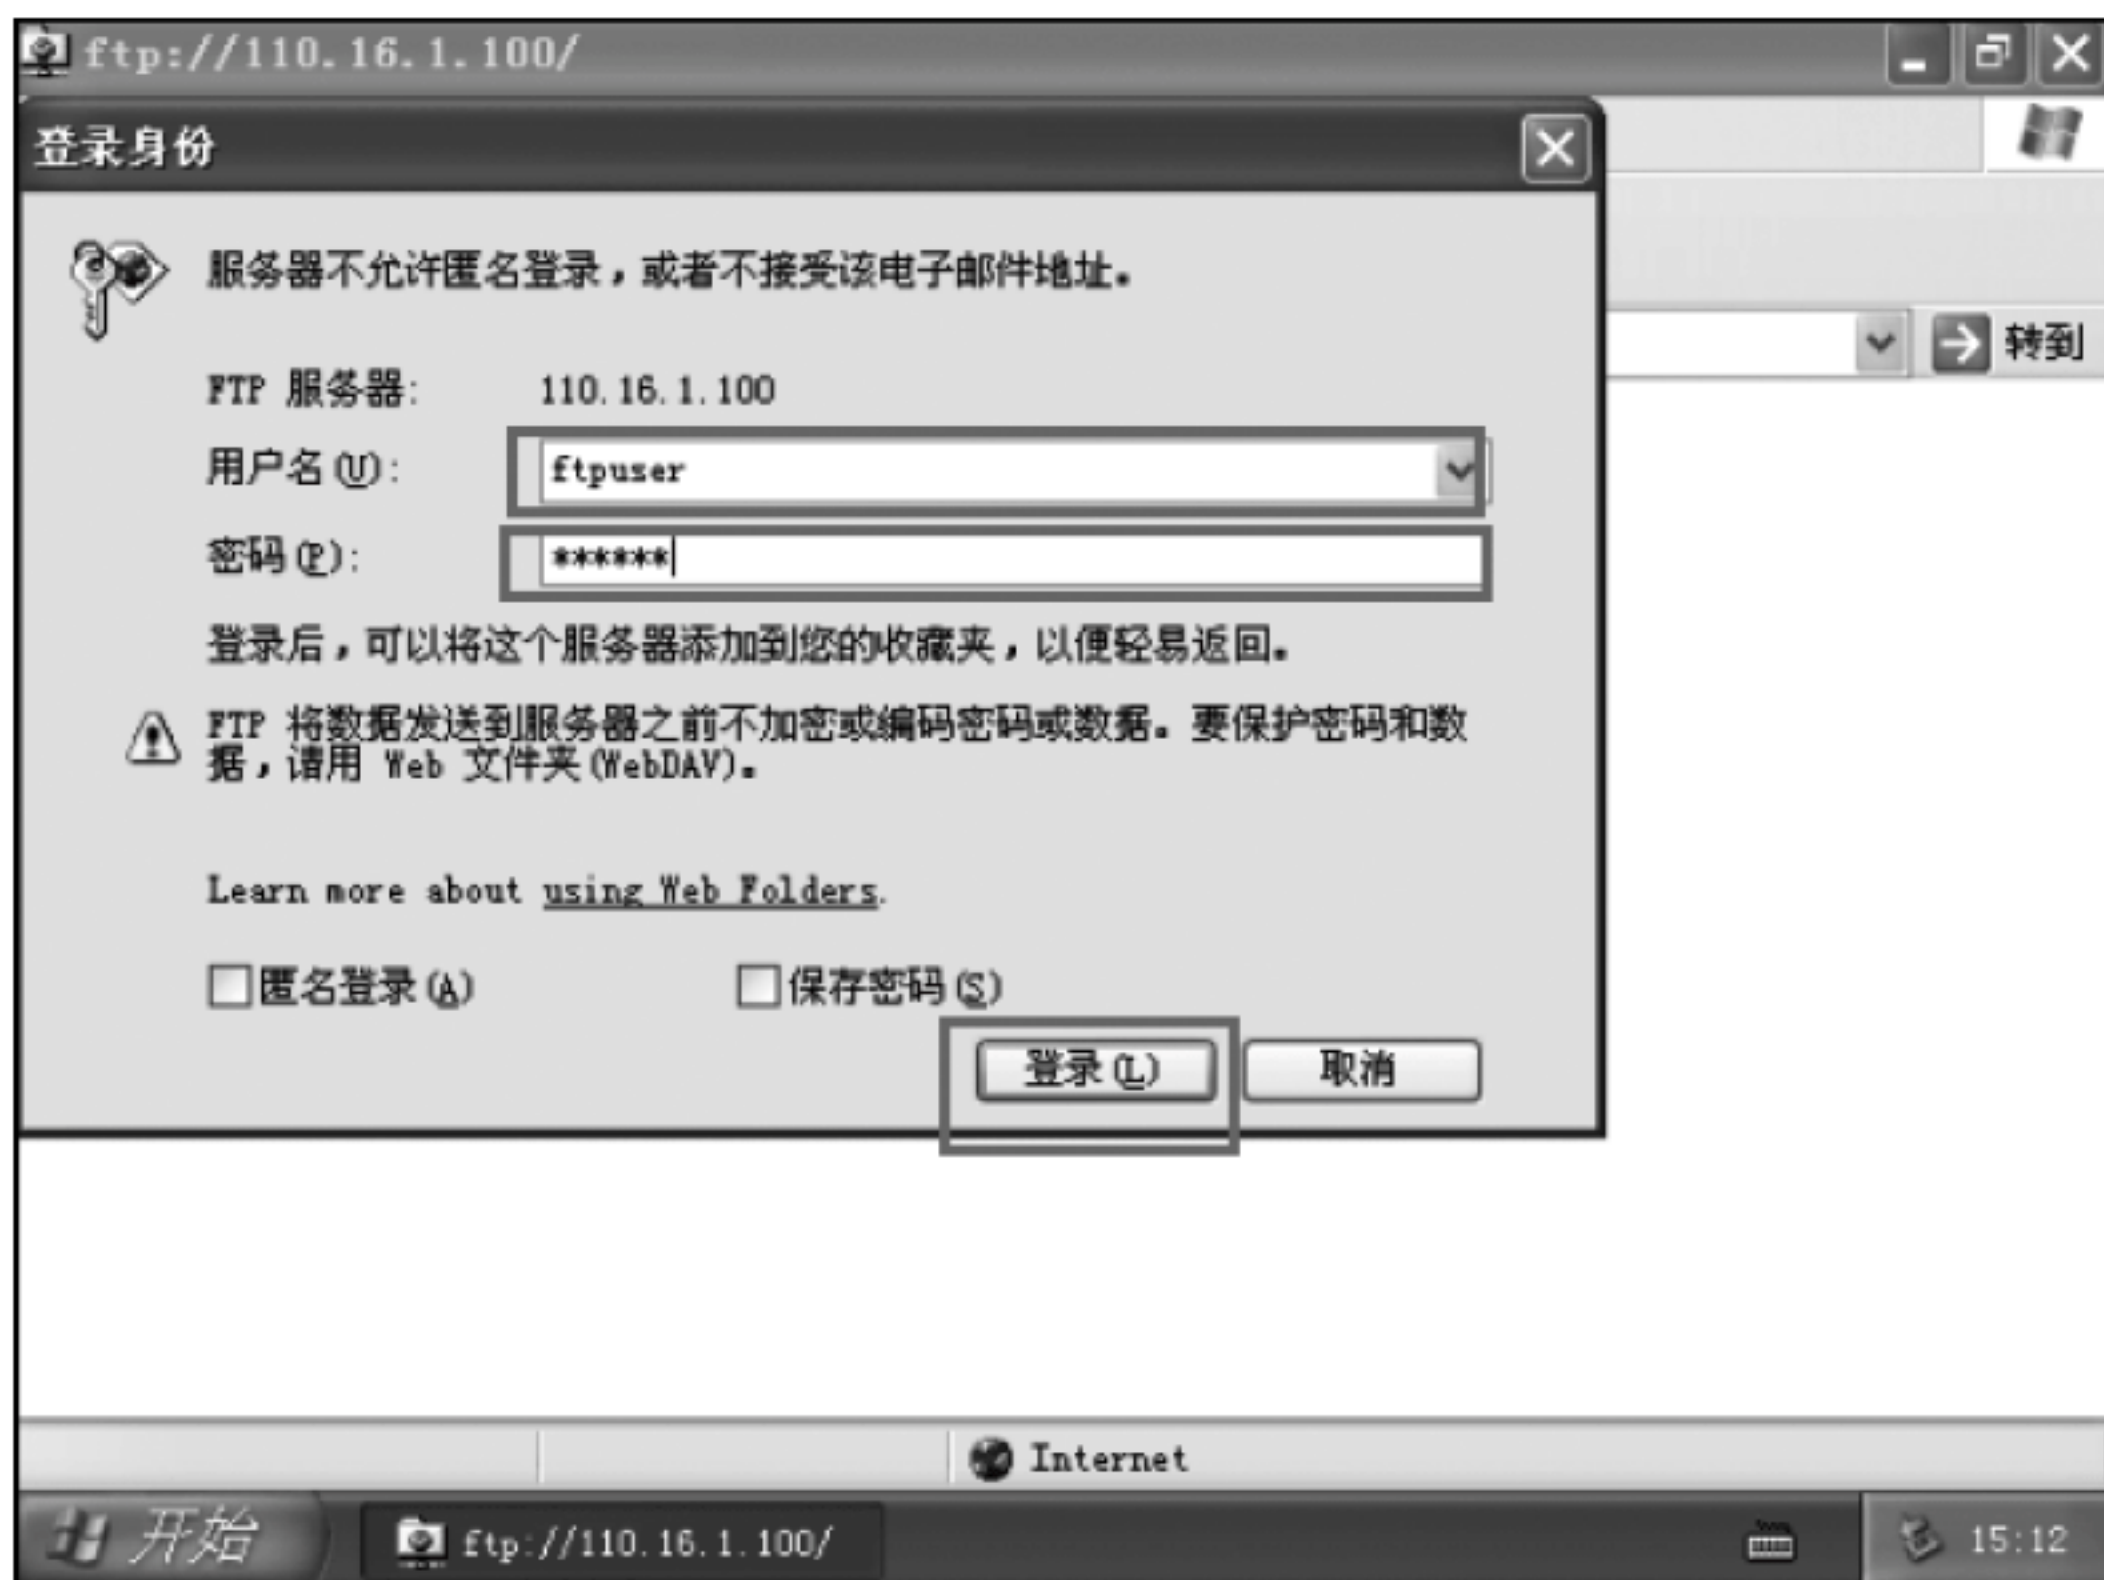 ftp://110.16.1.100/
登录身份
服务器不允许匿名登录，或者不接受该电子邮件地址。
转到
FTP 服务器: 110.16.1.100
用户名(U): ftpuser
密码(P): ******
登录后，可以将这个服务器添加到您的收藏夹，以便轻易返回。
FTP 将数据发送到服务器之前不加密或编码密码或数据。要保护密码和数
据，请用 Web 文件夹(WebDAV)。
Learn more about using Web Folders.
匿名登录(A) 保存密码(S)
登录(L) 取消
Internet
开始 ftp://110.16.1.100/ 15:12